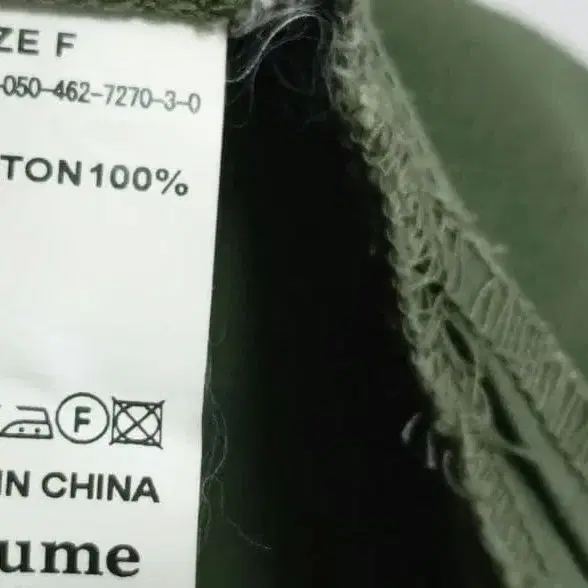 ZE F
-050-462-7270-3-0
TON100%
F
IN CHINA
ume